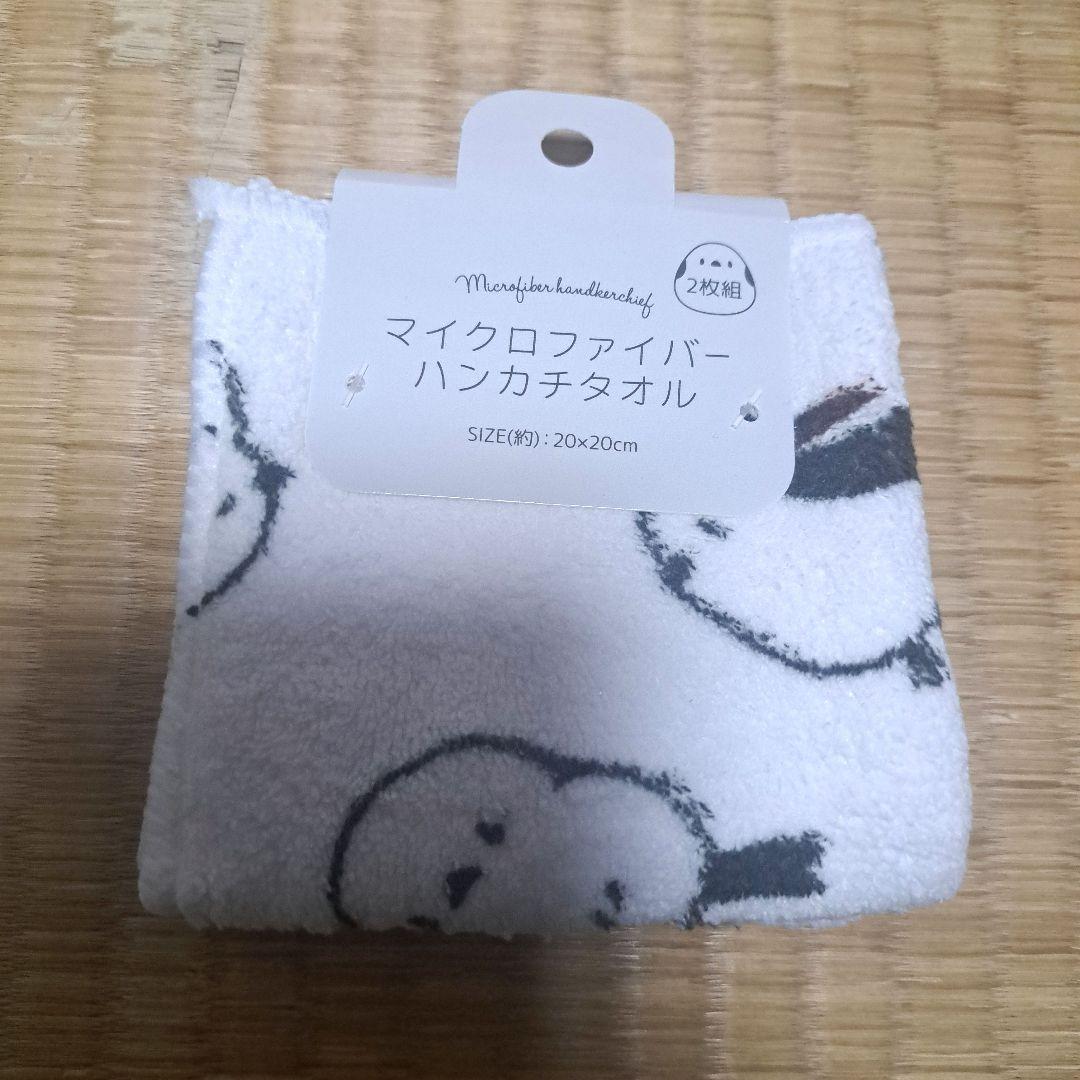 2枚組
Microfiber handkerchief
マイクロファイバー
ハンカチタオル
SIZE(約):20×20cm